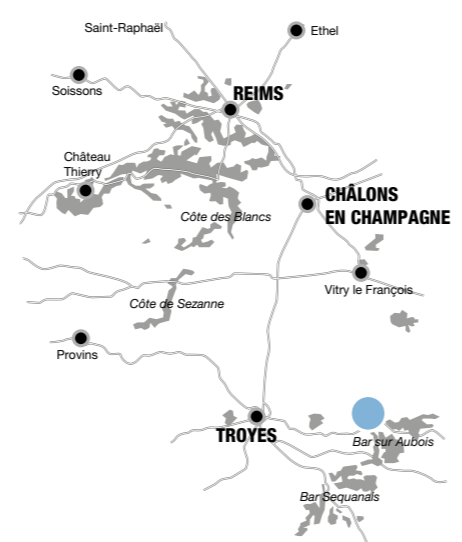 Saint-Raphaël
Ethel
Soissons
REIMS
Château
Thierry
CHÂLONS
EN CHAMPAGNE
Côte des Blancs
Vitry le François
Côte de Sezanne
Provins
TROYES
Bar sur Aubois
Bar Sequanais